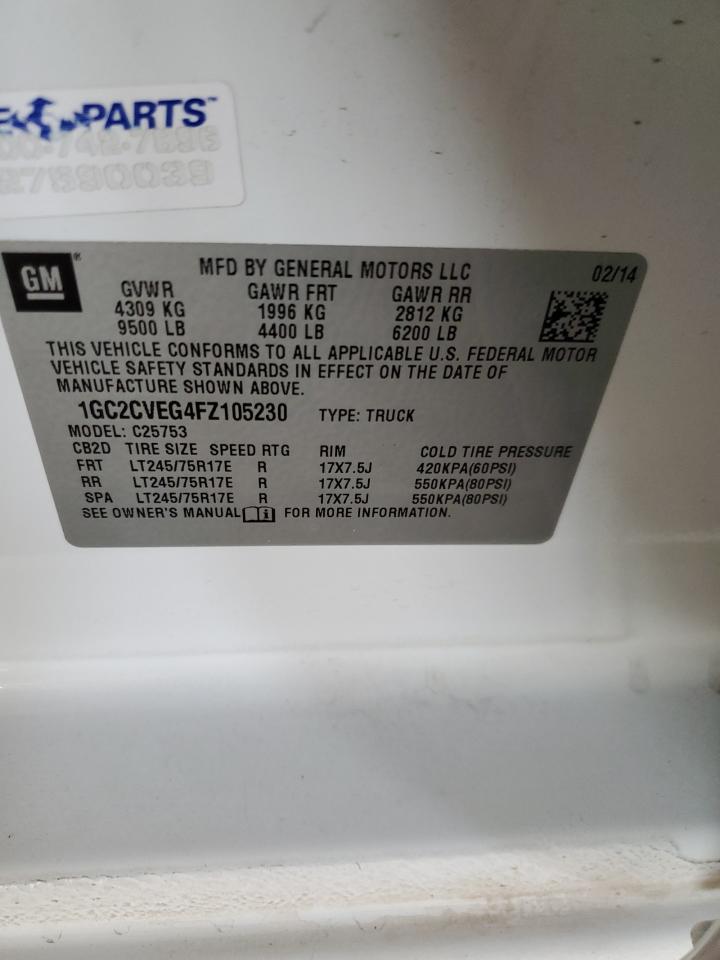 PARTS™
GM®
MFD BY GENERAL MOTORS LLC 02/14
GVWR GAWR FRT GAWR RR
4309 KG 1996 KG 2812 KG
9500 LB 4400 LB 6200 LB
THIS VEHICLE CONFORMS TO ALL APPLICABLE U.S. FEDERAL MOTOR
VEHICLE SAFETY STANDARDS IN EFFECT ON THE DATE OF
MANUFACTURE SHOWN ABOVE.
1GC2CVEG4FZ105230 TYPE: TRUCK
MODEL: C25753
CB2D TIRE SIZE SPEED RTG RIM COLD TIRE PRESSURE
FRT LT245/75R17E R 17X7.5J 420KPA(60PSI)
RR LT245/75R17E R 17X7.5J 550KPA(80PSI)
SPA LT245/75R17E R 17X7.5J 550KPA(80PSI)
SEE OWNER'S MANUAL FOR MORE INFORMATION.